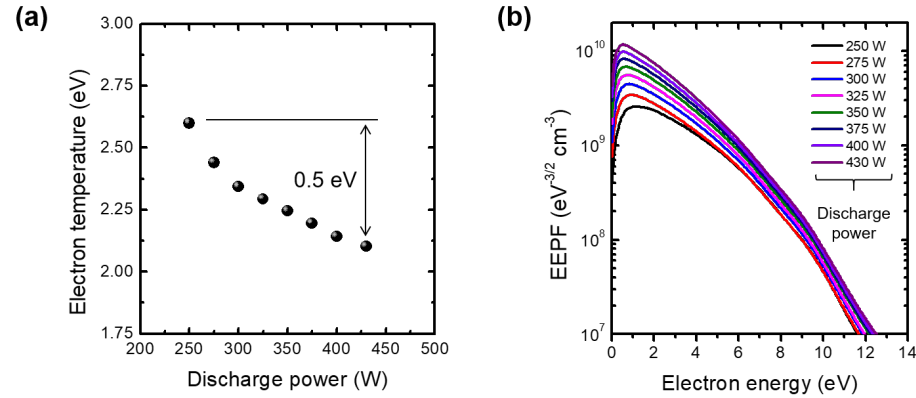 (a)
3.00
2.75
2.50
2.25
2.00
1.75
200
250
300
350
400
450
500
Electron temperature (eV)
Discharge power (W)
0.5 eV
(b)
10^10
10^9
10^8
10^7
0
2
4
6
8
10
12
14
EEPF (eV^-3/2 cm^-3)
Electron energy (eV)
250 W
275 W
300 W
325 W
350 W
375 W
400 W
430 W
Discharge
power